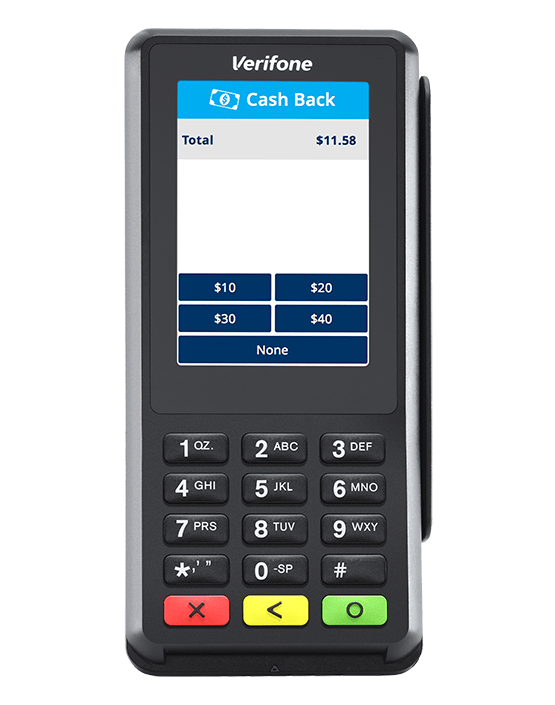 Verifone
Cash Back
Total $11.58
$10 $20
$30 $40
None
1 QZ. 2 ABC 3 DEF
4 GHI 5 JKL 6 MNO
7 PRS 8 TUV 9 WXY
*,’ ” 0 -SP #
X < O